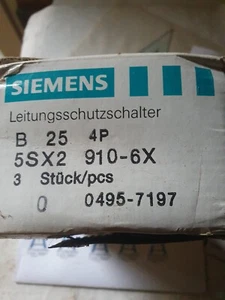 SIEMENS
Leitungsschutzschalter
B 25 4P
5SX2 910-6X
3 Stück/pcs
0 0495-7197